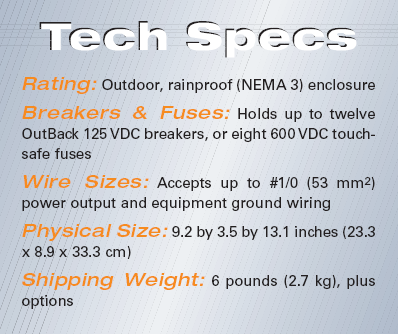 Tech Specs
Rating: Outdoor, rainproof (NEMA 3) enclosure
Breakers & Fuses: Holds up to twelve
OutBack 125 VDC breakers, or eight 600 VDC touch-
safe fuses
Wire Sizes: Accepts up to #1/0 (53 mm2)
power output and equipment ground wiring
Physical Size: 9.2 by 3.5 by 13.1 inches (23.3
x 8.9 x 33.3 cm)
Shipping Weight: 6 pounds (2.7 kg), plus
options